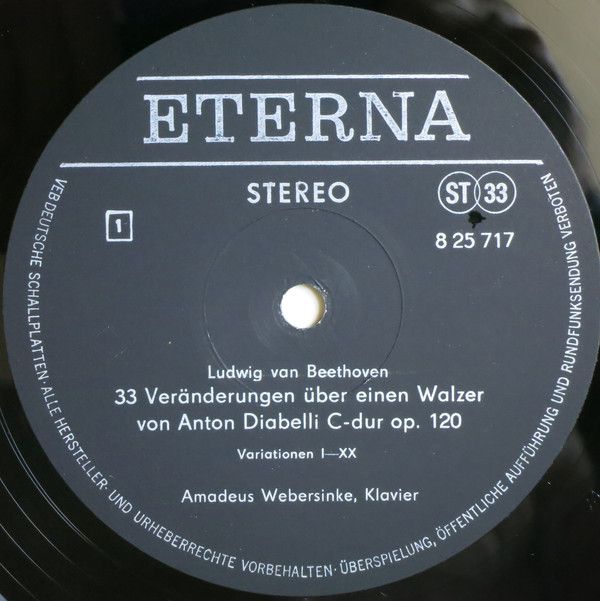 ETERNA
STEREO
ST 33
1
8 25 717
Ludwig van Beethoven
33 Veränderungen über einen Walzer
von Anton Diabelli C-dur op. 120
Variationen I—XX
Amadeus Webersinke, Klavier
VEB DEUTSCHE SCHALLPLATTEN · ALLE HERSTELLER- UND URHEBERRECHTE VORBEHALTEN · ÜBERSPIELUNG, ÖFFENTLICHE AUFFÜHRUNG UND RUNDFUNKSENDUNG VERBOTEN